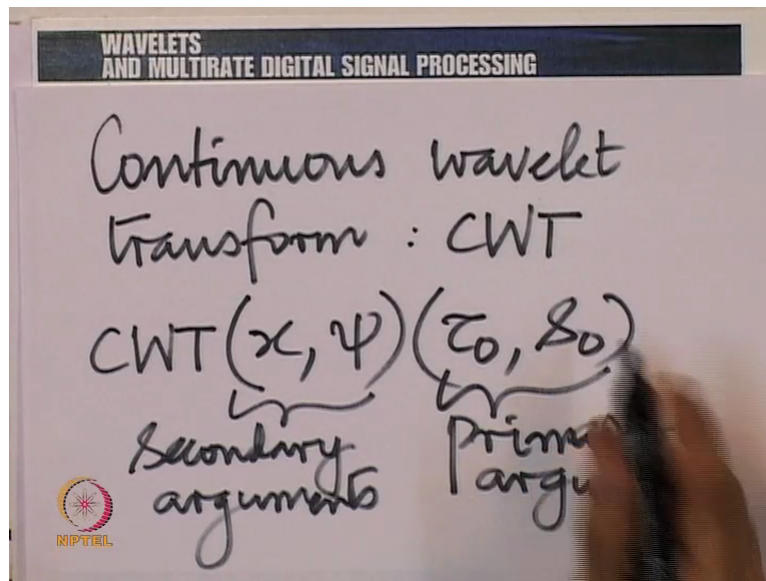 WAVELETS
AND MULTIRATE DIGITAL SIGNAL PROCESSING
Continuous wavelet
transform : CWT
CWT(x, ψ)(τ₀, s₀)
Secondary
arguments
NPTEL